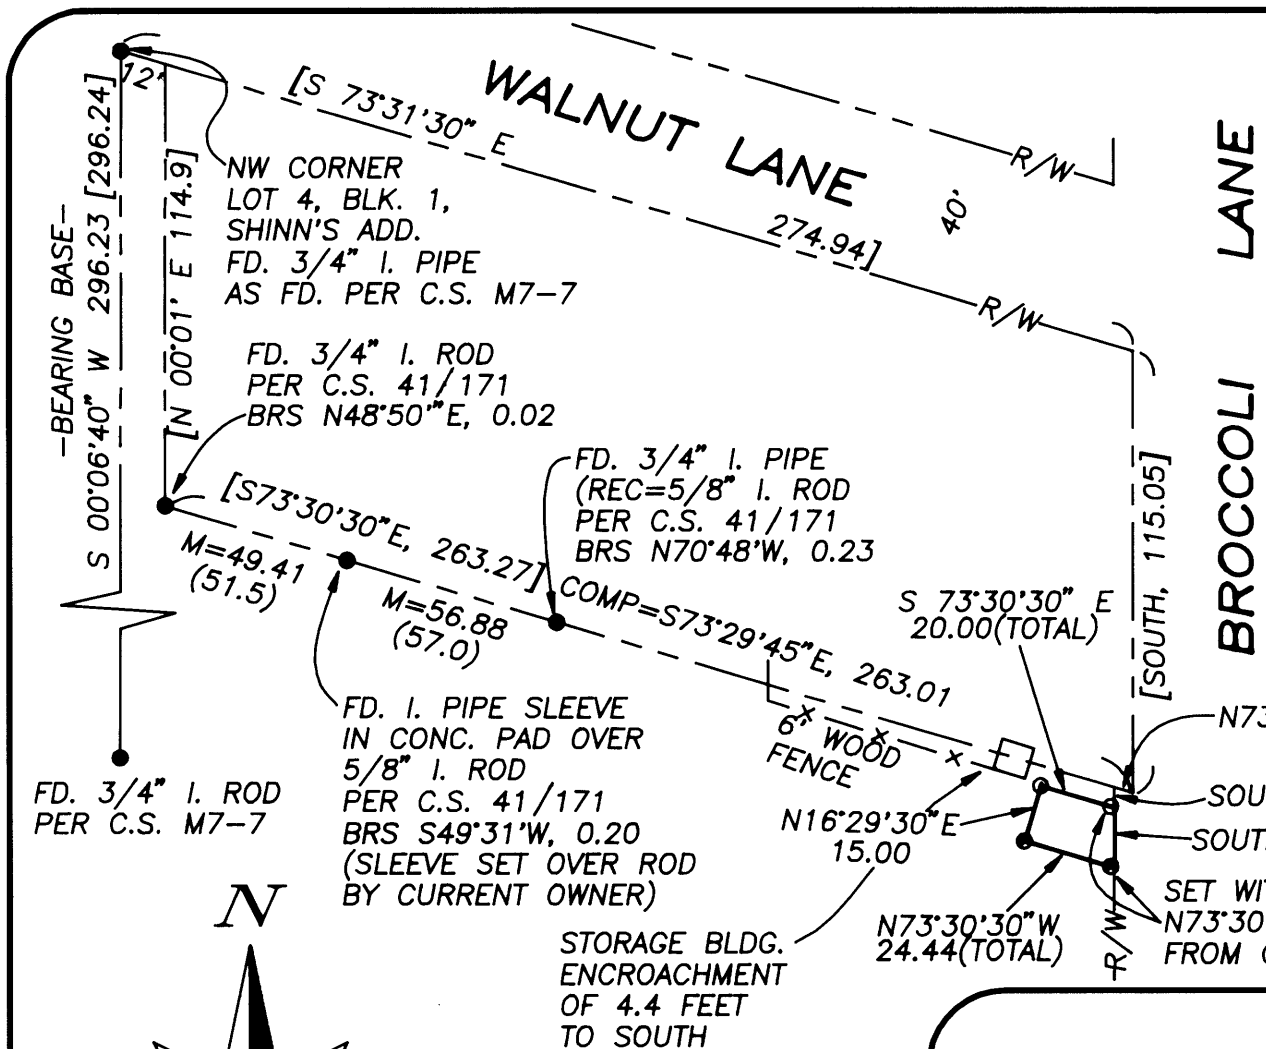 WALNUT LANE
BROCCOLI LANE
[S 73°31'30" E
274.94]
R/W
R/W
40'
12'
S 00°06'40" W 296.23 [296.24]
-BEARING BASE-
[N 00°01' E 114.9]
NW CORNER
LOT 4, BLK. 1,
SHINN'S ADD.
FD. 3/4" I. PIPE
AS FD. PER C.S. M7-7
FD. 3/4" I. ROD
PER C.S. 41/171
BRS N48°50'"E, 0.02
FD. 3/4" I. PIPE
(REC=5/8" I. ROD
PER C.S. 41/171
BRS N70°48'W, 0.23
[S73°30'30"E, 263.27]
COMP=S73°29'45"E, 263.01
M=49.41
(51.5)
M=56.88
(57.0)
S 73°30'30" E
20.00(TOTAL)
[SOUTH, 115.05]
6' WOOD
FENCE
FD. I. PIPE SLEEVE
IN CONC. PAD OVER
5/8" I. ROD
PER C.S. 41/171
BRS S49°31'W, 0.20
(SLEEVE SET OVER ROD
BY CURRENT OWNER)
FD. 3/4" I. ROD
PER C.S. M7-7
N16°29'30"E
15.00
N73°30'30"W
24.44(TOTAL)
N73
SOU
SOUT
SET WI
N73°30
FROM
R/W
STORAGE BLDG.
ENCROACHMENT
OF 4.4 FEET
TO SOUTH
N